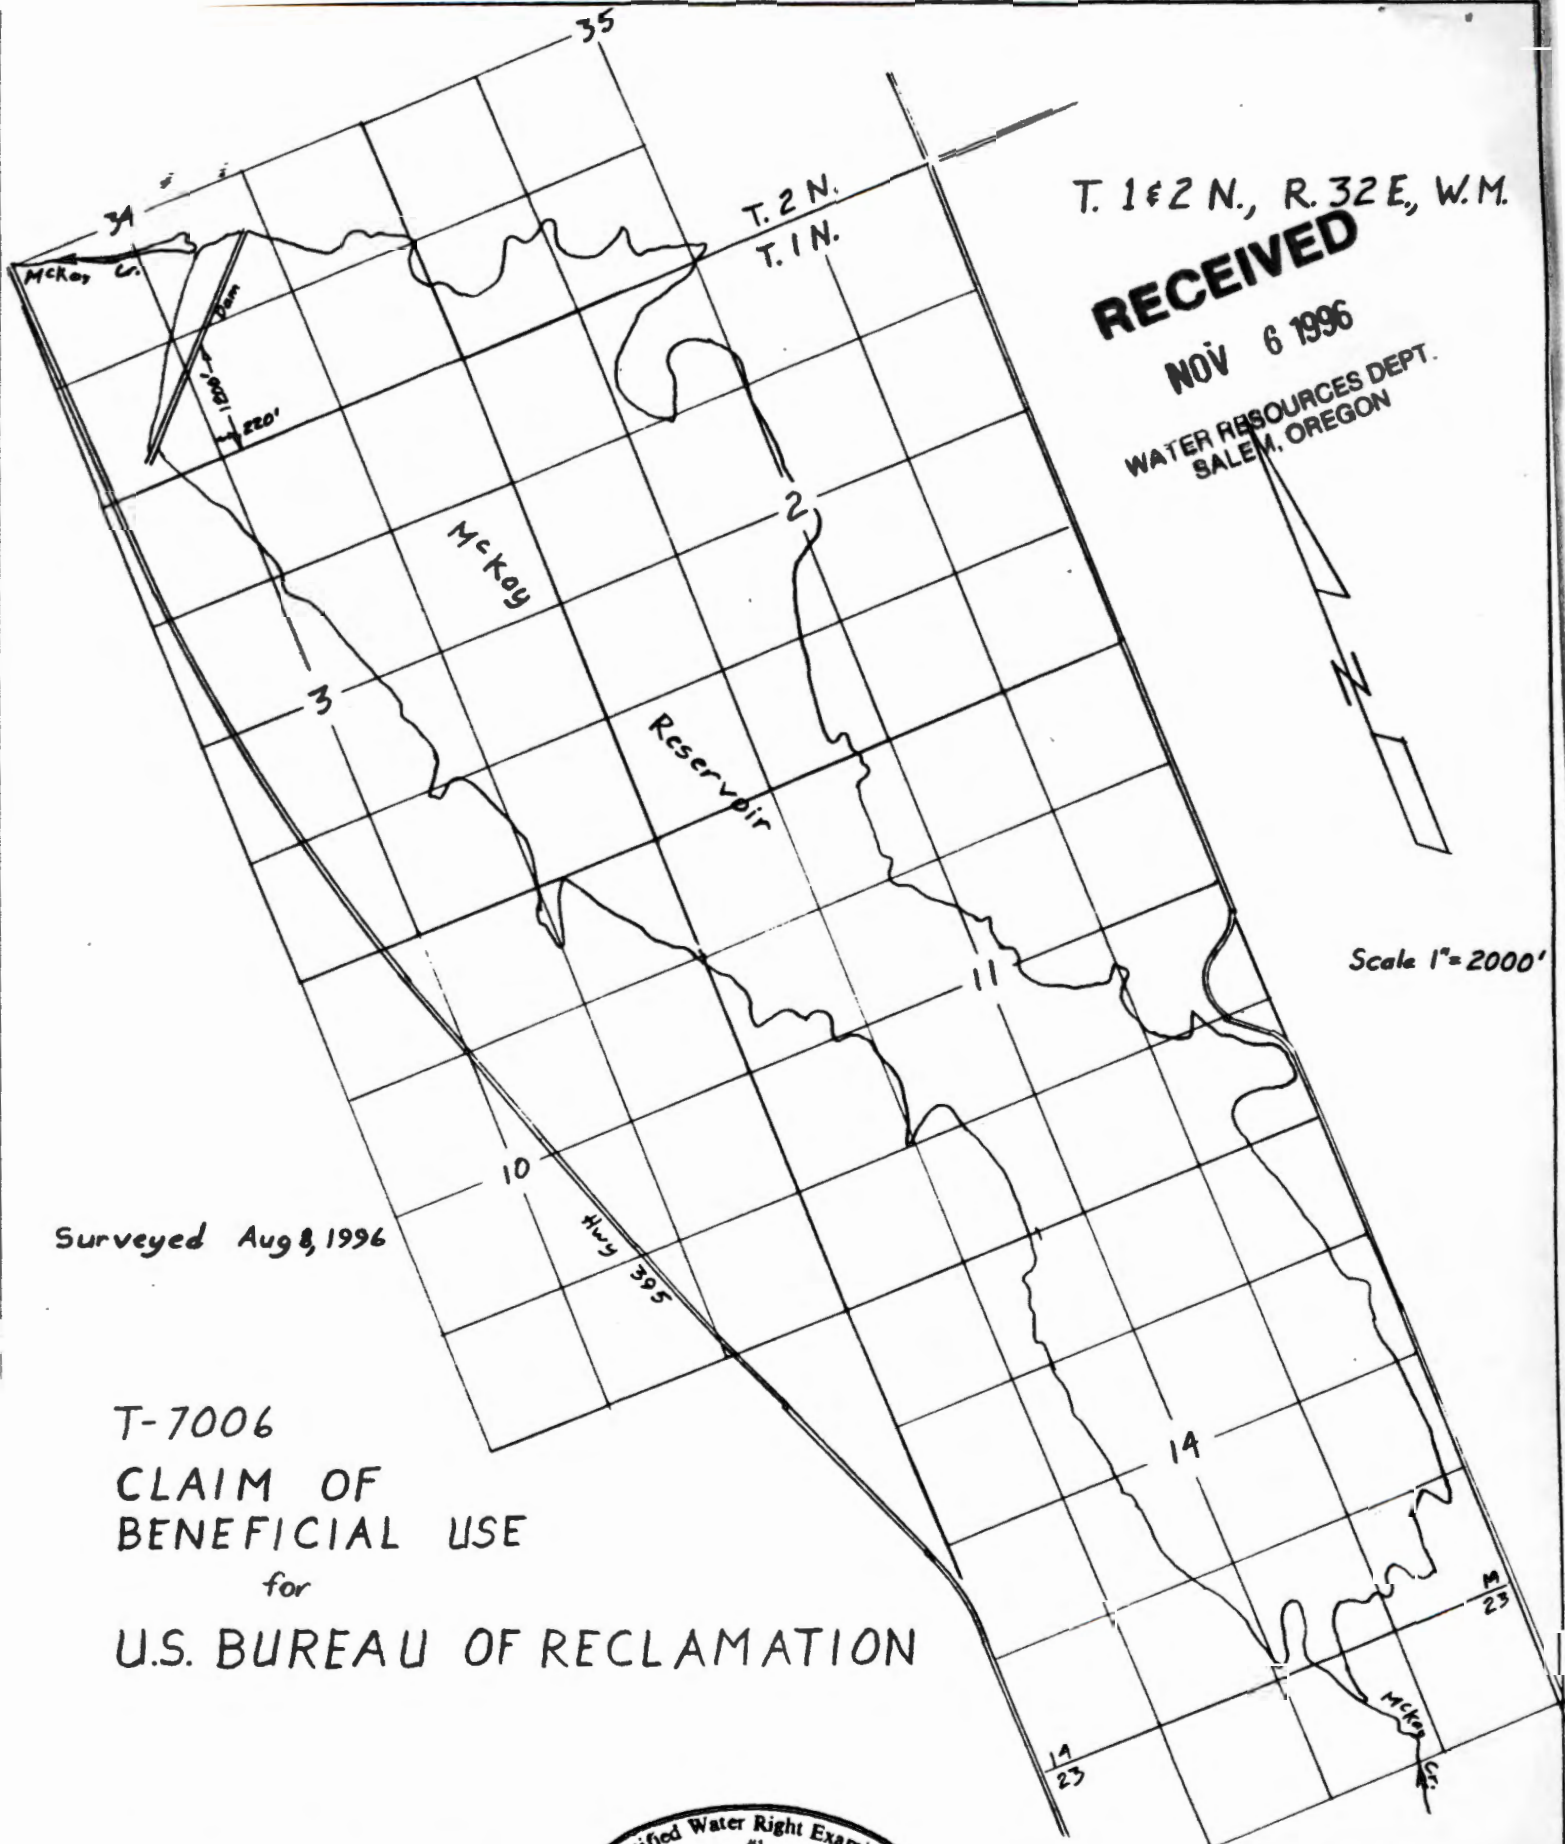 35
34
T. 2 N.
T. 1 N.
T. 1 & 2 N., R. 32 E., W.M.
RECEIVED
NOV 6 1996
WATER RESOURCES DEPT.
SALEM, OREGON
McKay Cr.
Dam
220'
2
McKay
3
Reservoir
N
Scale 1"= 2000'
11
10
Surveyed Aug 8, 1996
Hwy 395
T-7006
CLAIM OF
BENEFICIAL USE
for
U.S. BUREAU OF RECLAMATION
14
14
23
23
McKay Cr.
Water Right